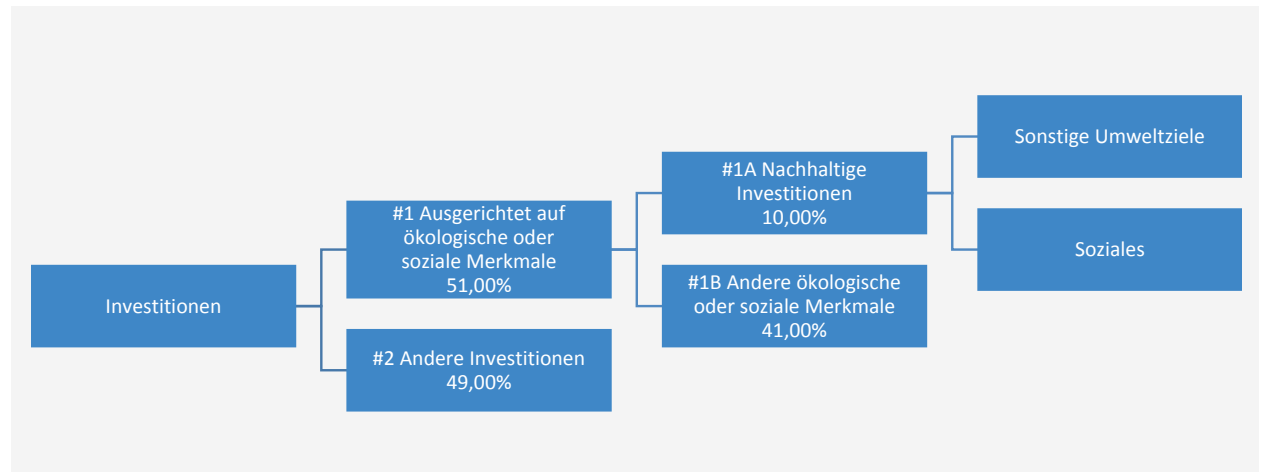 Investitionen
#1 Ausgerichtet auf
ökologische oder
soziale Merkmale
51,00%
#2 Andere Investitionen
49,00%
#1A Nachhaltige
Investitionen
10,00%
#1B Andere ökologische
oder soziale Merkmale
41,00%
Sonstige Umweltziele
Soziales